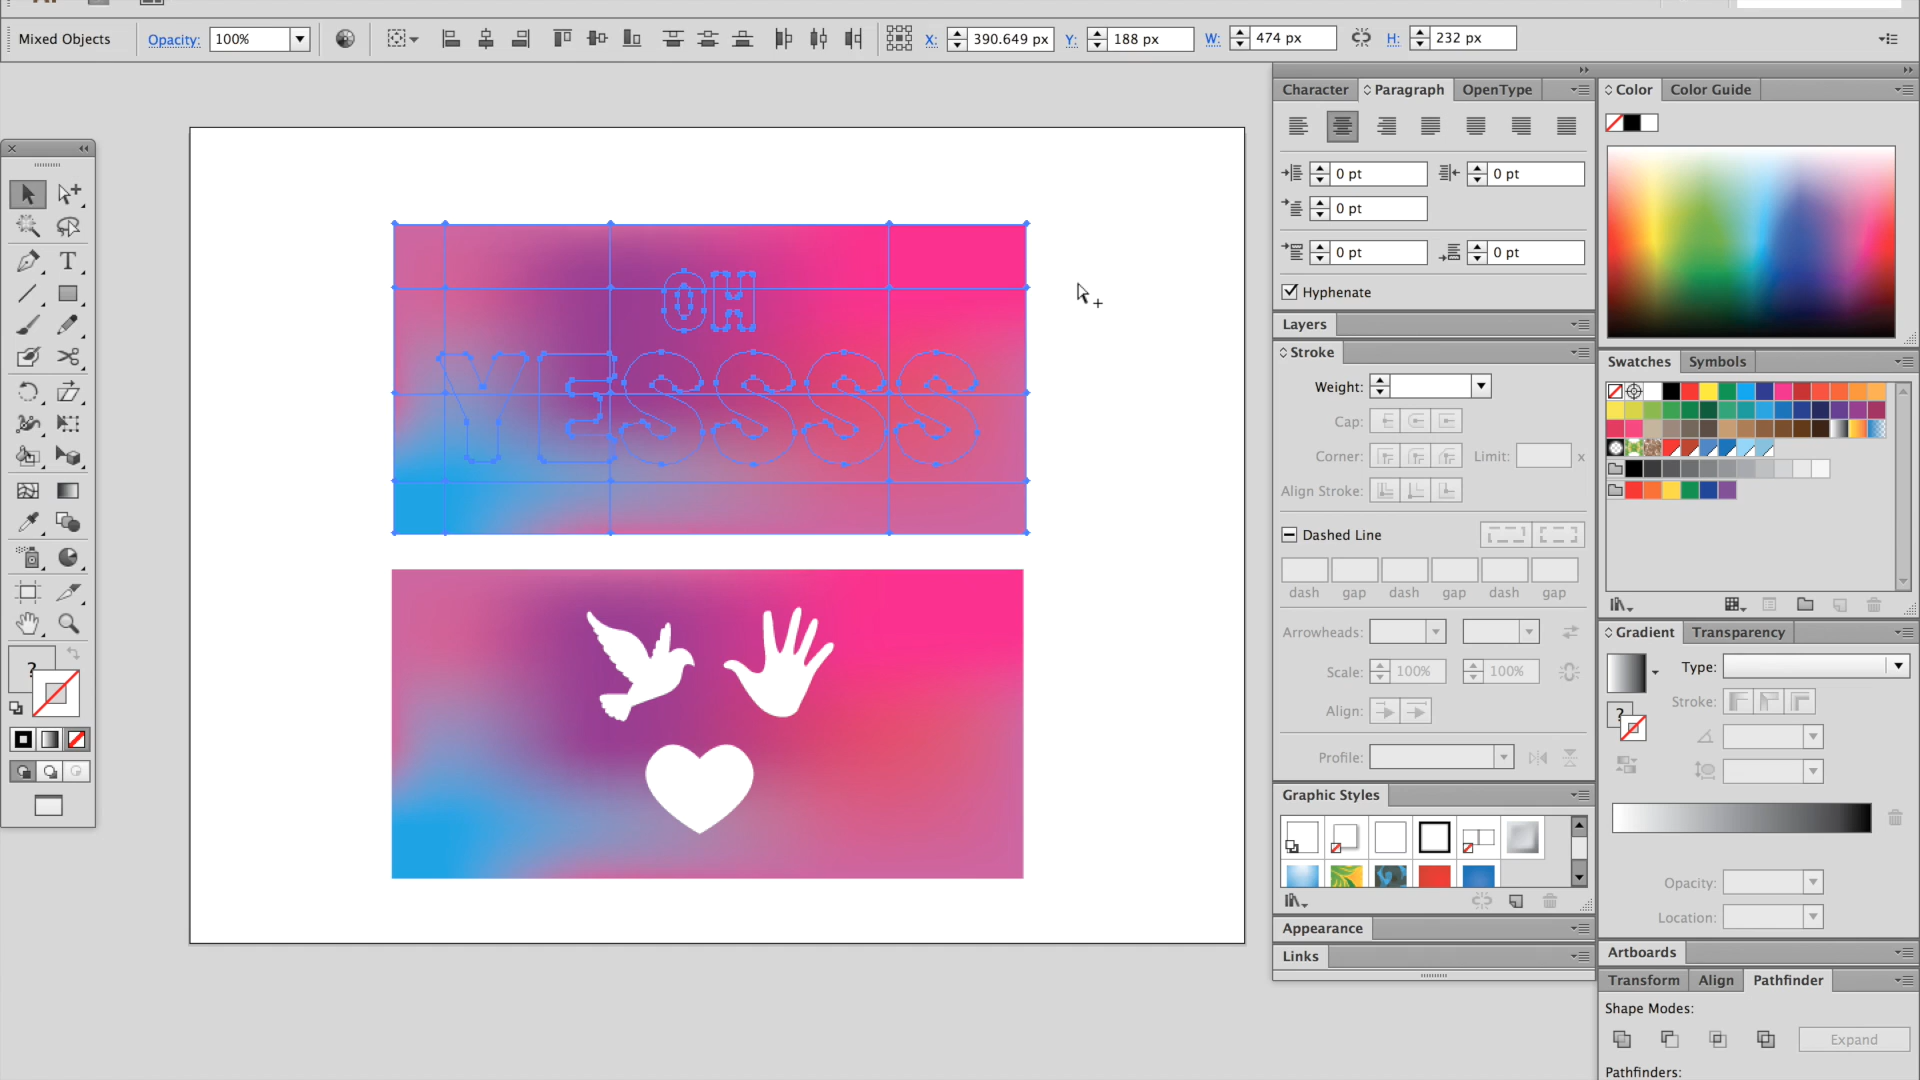 Mixed Objects Opacity: 100% X: 390.649 px Y: 188 px W: 474 px H: 232 px
Character Paragraph OpenType
0 pt 0 pt
0 pt
0 pt 0 pt
Hyphenate
Layers
Stroke
Weight:
Cap:
Corner: Limit: x
Align Stroke:
Dashed Line
dash gap dash gap dash gap
Arrowheads:
Scale: 100% 100%
Align:
Profile:
Graphic Styles
Appearance
Links
Color Color Guide
Swatches Symbols
Gradient Transparency
Type:
Stroke:
?
Opacity:
Location:
Artboards
Transform Align Pathfinder
Shape Modes:
Expand
Pathfinders:
OH
YESSSS
T
?